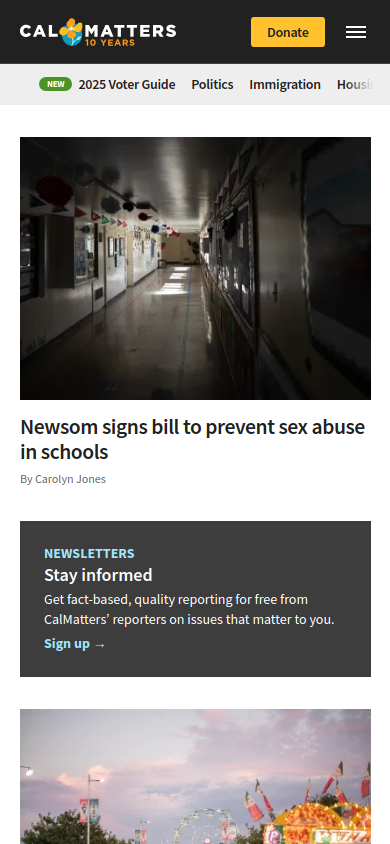 CALMATTERS
10 YEARS
Donate
NEW 2025 Voter Guide Politics Immigration
Newsom signs bill to prevent sex abuse
in schools
By Carolyn Jones
NEWSLETTERS
Stay informed
Get fact-based, quality reporting for free from
CalMatters’ reporters on issues that matter to you.
Sign up →